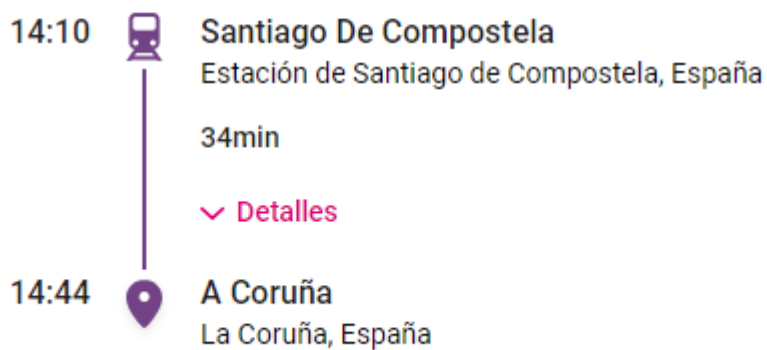 14:10 Santiago De Compostela
Estación de Santiago de Compostela, España
34min
Detalles
14:44 A Coruña
La Coruña, España